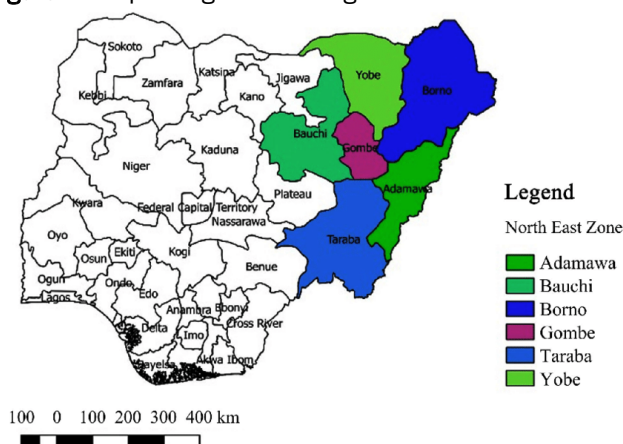 Sokoto
Katsina
Jigawa
Yobe
Borno
Zamfara
Kebbi
Kano
Bauchi
Gombe
Kaduna
Niger
Adamawa
Plateau
Kwara
Federal Capital Territory
Nassarawa
Oyo
Taraba
Osun
Ekiti
Kogi
Benue
Ogun
Ondo
Lagos
Edo
Anambra
Ebonyi
Cross River
Delta
Imo
Bayelsa
Akwa Ibom
Legend
North East Zone
Adamawa
Bauchi
Borno
Gombe
Taraba
Yobe
100 0 100 200 300 400 km